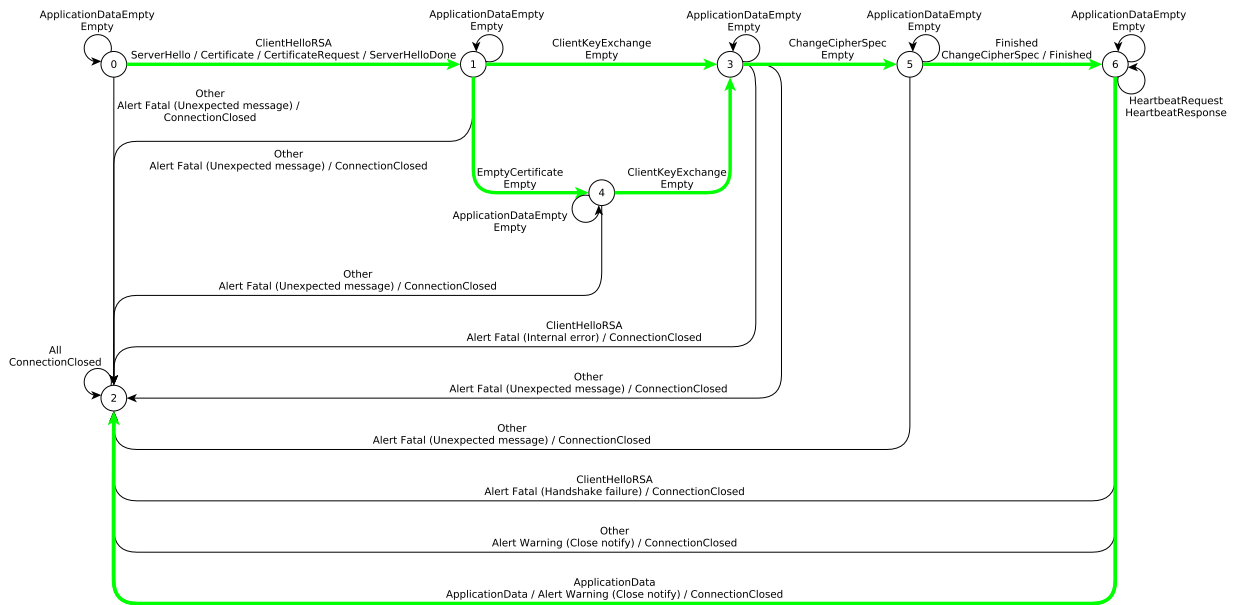 ApplicationDataEmpty
Empty
ApplicationDataEmpty
Empty
ApplicationDataEmpty
Empty
ApplicationDataEmpty
Empty
ApplicationDataEmpty
Empty
ClientHelloRSA
ServerHello / Certificate / CertificateRequest / ServerHelloDone
ClientKeyExchange
Empty
ChangeCipherSpec
Empty
Finished
ChangeCipherSpec / Finished
0
1
3
5
6
HeartbeatRequest
HeartbeatResponse
Other
Alert Fatal (Unexpected message) /
ConnectionClosed
Other
Alert Fatal (Unexpected message) / ConnectionClosed
EmptyCertificate
Empty
ClientKeyExchange
Empty
4
ApplicationDataEmpty
Empty
Other
Alert Fatal (Unexpected message) / ConnectionClosed
ClientHelloRSA
Alert Fatal (Internal error) / ConnectionClosed
All
ConnectionClosed
2
Other
Alert Fatal (Unexpected message) / ConnectionClosed
Other
Alert Fatal (Unexpected message) / ConnectionClosed
ClientHelloRSA
Alert Fatal (Handshake failure) / ConnectionClosed
Other
Alert Warning (Close notify) / ConnectionClosed
ApplicationData
ApplicationData / Alert Warning (Close notify) / ConnectionClosed